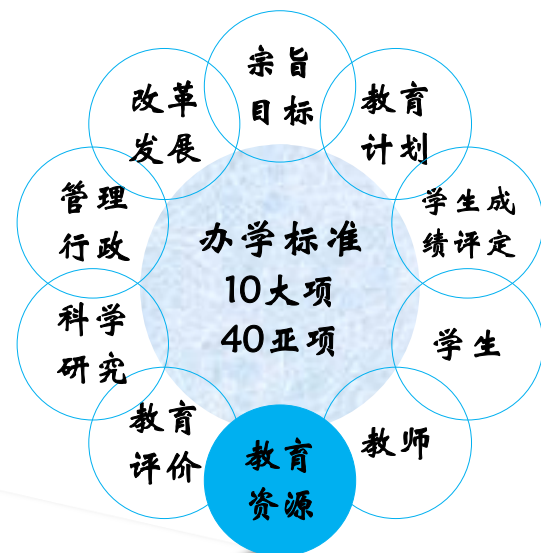 宗旨
目标
教育
计划
学生成
绩评定
学生
教师
教育
资源
教育
评价
科学
研究
管理
行政
改革
发展
办学标准
10大项
40亚项